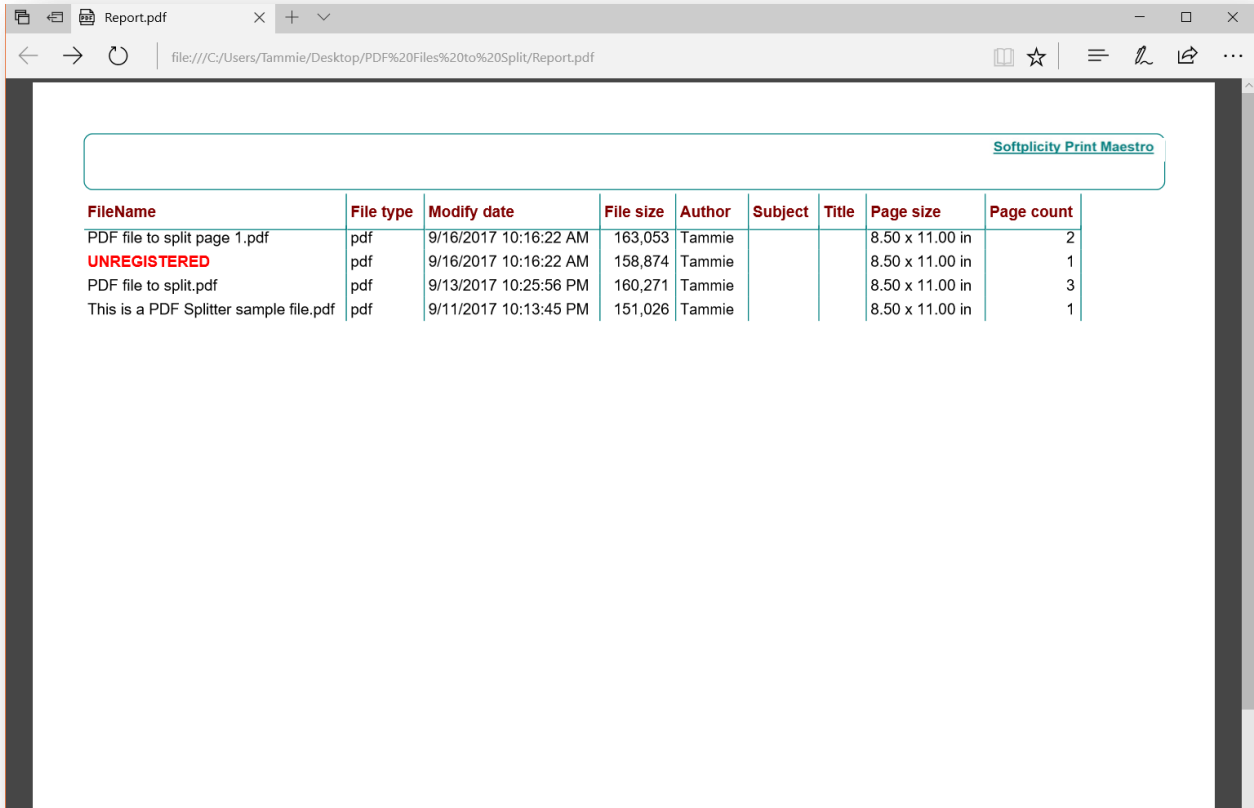 Report.pdf
file:///C:/Users/Tammie/Desktop/PDF%20Files%20to%20Split/Report.pdf
Softplicity Print Maestro
FileName File type Modify date File size Author Subject Title Page size Page count
PDF file to split page 1.pdf pdf 9/16/2017 10:16:22 AM 163,053 Tammie 8.50 x 11.00 in 2
UNREGISTERED pdf 9/16/2017 10:16:22 AM 158,874 Tammie 8.50 x 11.00 in 1
PDF file to split.pdf pdf 9/13/2017 10:25:56 PM 160,271 Tammie 8.50 x 11.00 in 3
This is a PDF Splitter sample file.pdf pdf 9/11/2017 10:13:45 PM 151,026 Tammie 8.50 x 11.00 in 1